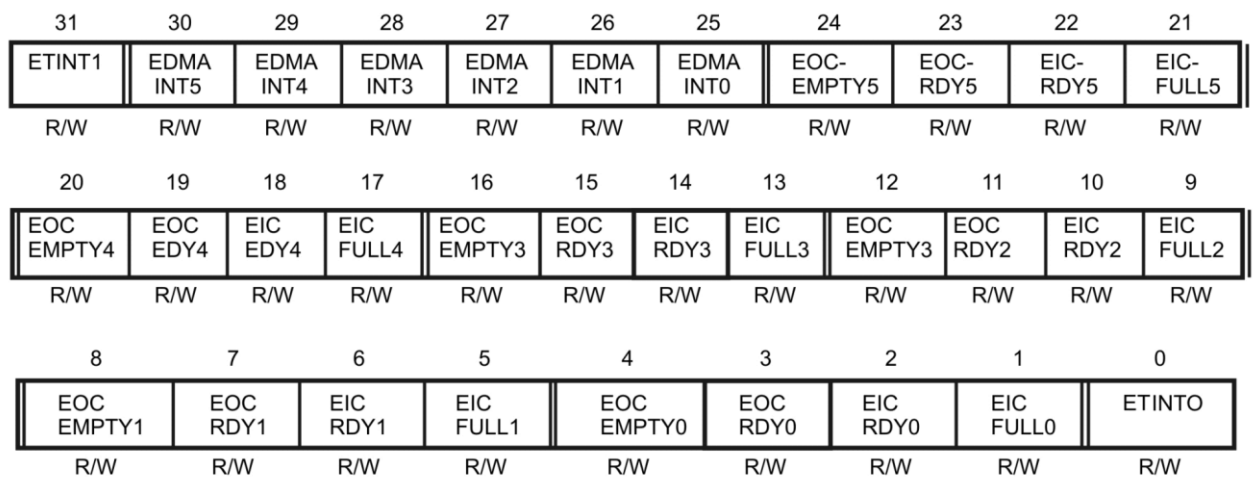 31 30 29 28 27 26 25 24 23 22 21
ETINT1 EDMA EDMA EDMA EDMA EDMA EDMA EOC- EOC- EIC- EIC-
INT5 INT4 INT3 INT2 INT1 INT0 EMPTY5 RDY5 RDY5 FULL5
R/W R/W R/W R/W R/W R/W R/W R/W R/W R/W R/W
20 19 18 17 16 15 14 13 12 11 10 9
EOC EOC EIC EIC EOC EOC EIC EIC EOC EOC EIC EIC
EMPTY4 EDY4 EDY4 FULL4 EMPTY3 RDY3 RDY3 FULL3 EMPTY3 RDY2 RDY2 FULL2
R/W R/W R/W R/W R/W R/W R/W R/W R/W R/W R/W R/W
8 7 6 5 4 3 2 1 0
EOC EOC EIC EIC EOC EOC EIC EIC ETINTO
EMPTY1 RDY1 RDY1 FULL1 EMPTY0 RDY0 RDY0 FULL0
R/W R/W R/W R/W R/W R/W R/W R/W R/W